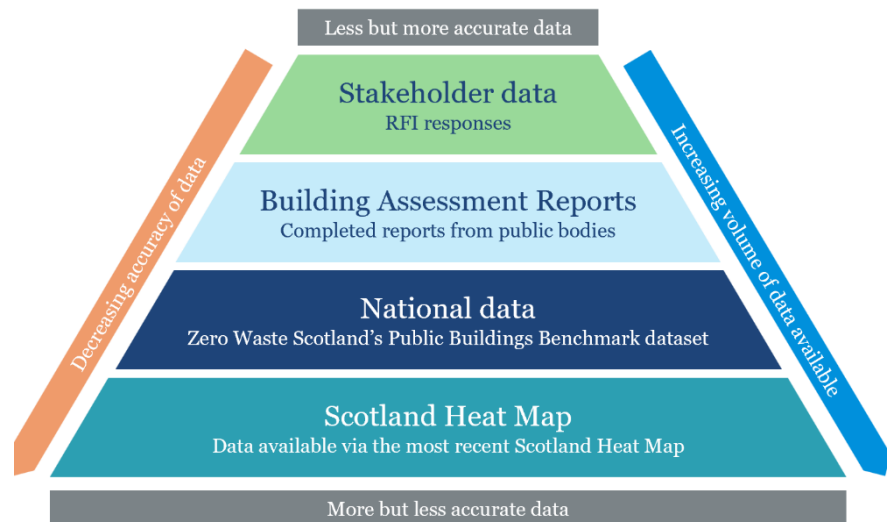 Less but more accurate data
Stakeholder data
RFI responses
Building Assessment Reports
Completed reports from public bodies
National data
Zero Waste Scotland's Public Buildings Benchmark dataset
Scotland Heat Map
Data available via the most recent Scotland Heat Map
More but less accurate data
Decreasing accuracy of data
Increasing volume of data available